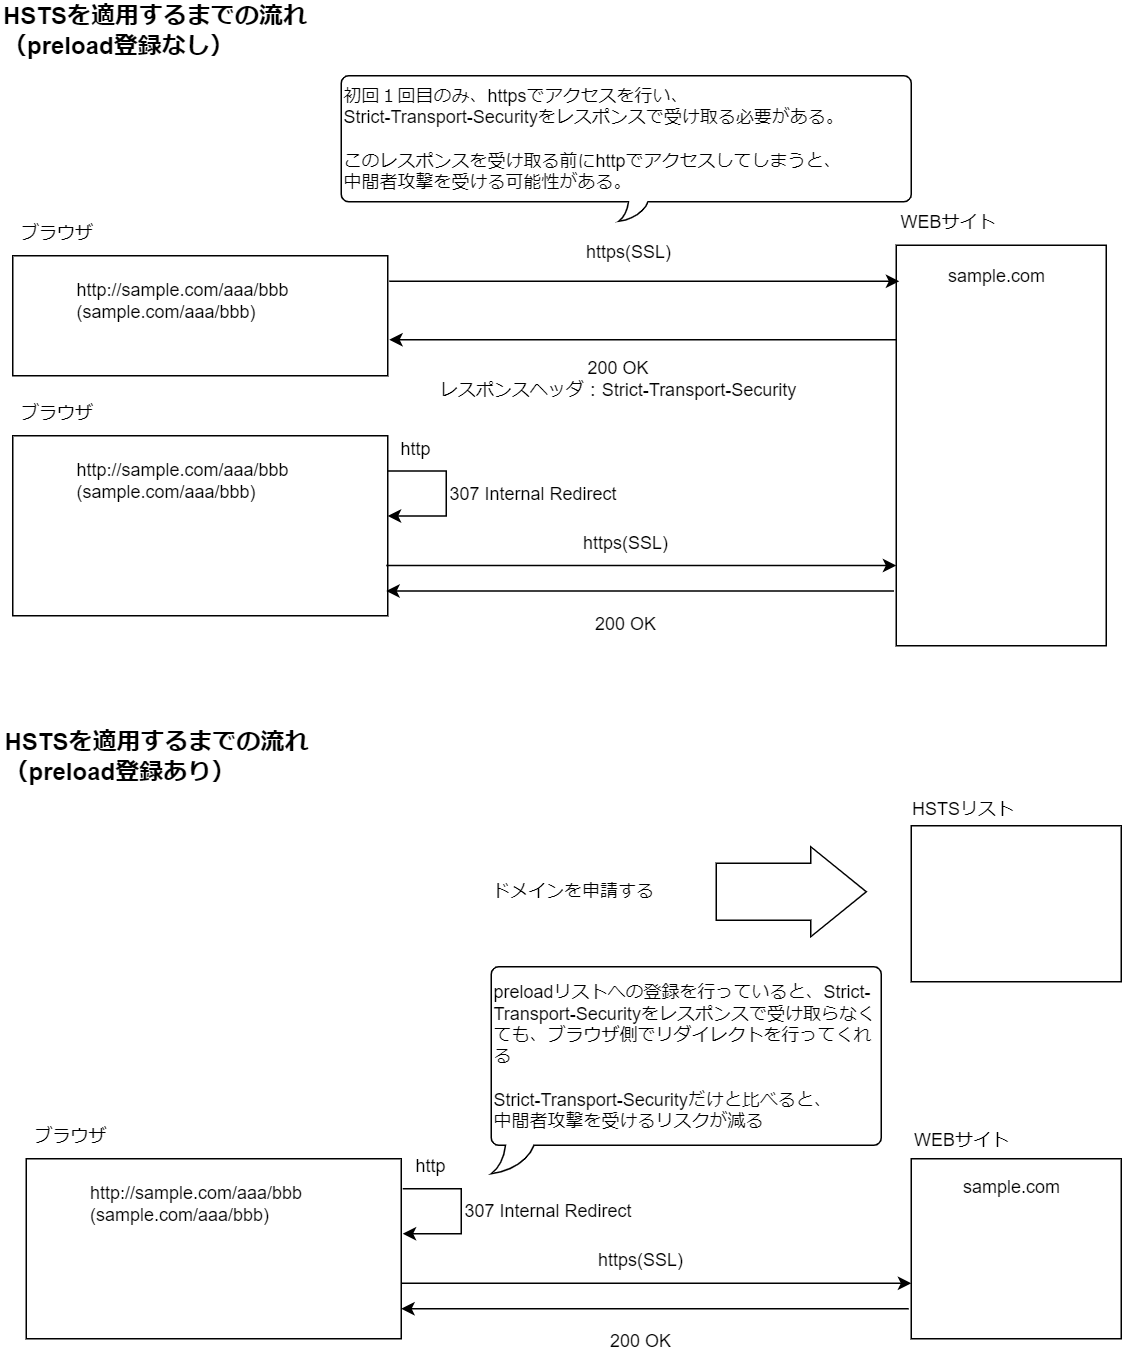 HSTSを適用するまでの流れ
（preload登録なし）
初回１回目のみ、httpsでアクセスを行い、
Strict-Transport-Securityをレスポンスで受け取る必要がある。
このレスポンスを受け取る前にhttpでアクセスしてしまうと、
中間者攻撃を受ける可能性がある。
ブラウザ
WEBサイト
https(SSL)
http://sample.com/aaa/bbb
(sample.com/aaa/bbb)
sample.com
200 OK
レスポンスヘッダ：Strict-Transport-Security
ブラウザ
http://sample.com/aaa/bbb
(sample.com/aaa/bbb)
http
307 Internal Redirect
https(SSL)
200 OK
HSTSを適用するまでの流れ
（preload登録あり）
HSTSリスト
ドメインを申請する
preloadリストへの登録を行っていると、Strict-
Transport-Securityをレスポンスで受け取らなく
ても、ブラウザ側でリダイレクトを行ってくれ
る
Strict-Transport-Securityだけと比べると、
中間者攻撃を受けるリスクが減る
ブラウザ
WEBサイト
http
http://sample.com/aaa/bbb
(sample.com/aaa/bbb)
sample.com
307 Internal Redirect
https(SSL)
200 OK